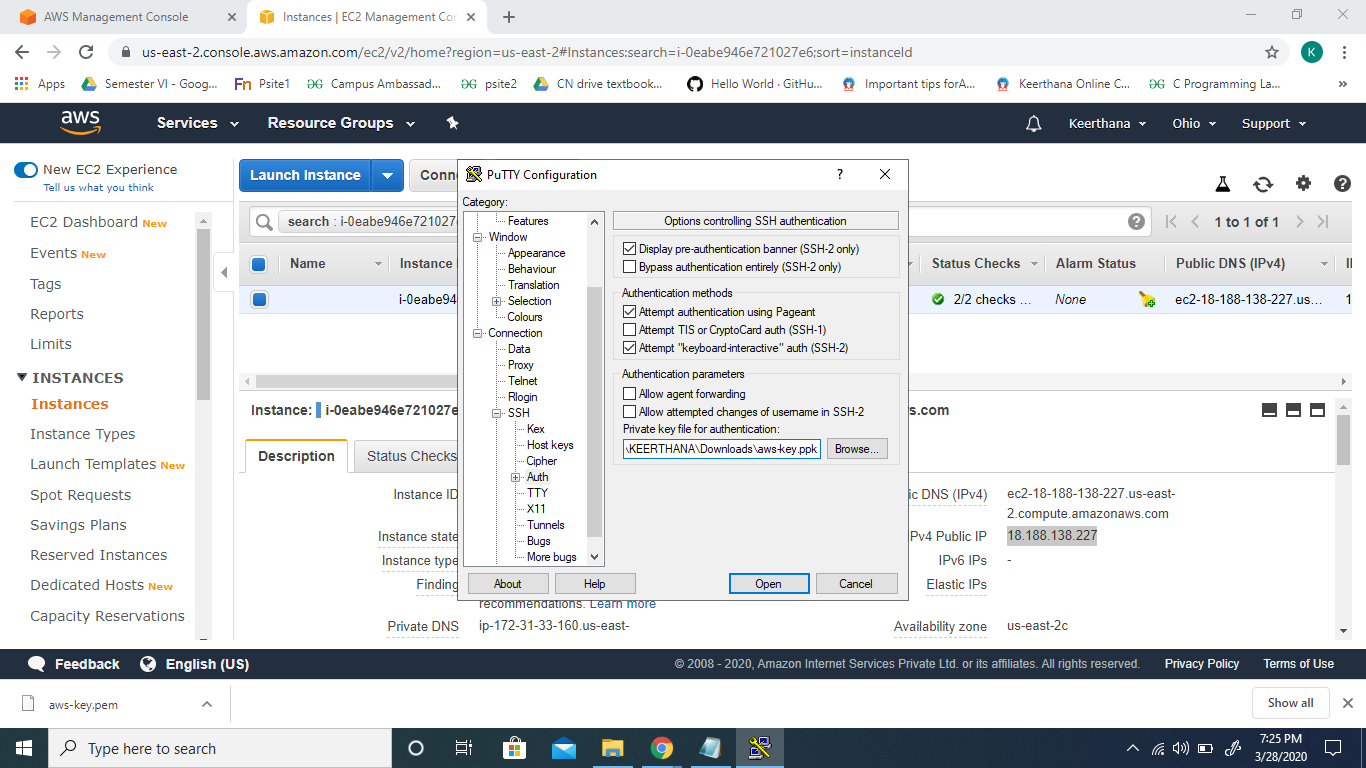 AWS Management Console
Instances | EC2 Management Con
us-east-2.console.aws.amazon.com/ec2/v2/home?region=us-east-2#Instances:search=i-0eabe946e721027e6;sort=instanceId
K
Apps
Semester VI - Goog...
Fn Psite1
Campus Ambassad...
psite2
CN drive textbook...
Hello World · GitHu...
Important tips forA...
Keerthana Online C...
C Programming La...
»
aws
Services
Resource Groups
Keerthana
Ohio
Support
New EC2 Experience
Tell us what you think
EC2 Dashboard New
Events New
Tags
Reports
Limits
INSTANCES
Instances
Instance Types
Launch Templates New
Spot Requests
Savings Plans
Reserved Instances
Dedicated Hosts New
Capacity Reservations
Launch Instance
Conn
search : i-0eabe946e721027
1 to 1 of 1
Name
Instance I
Status Checks
Alarm Status
Public DNS (IPv4)
i-0eabe94
2/2 checks ...
None
ec2-18-188-138-227.us...
1
Instance:
i-0eabe946e721027e
s.com
Description
Status Checks
Instance ID
Instance state
Instance type
Finding
recommendations. Learn more
Private DNS
ip-172-31-33-160.us-east-
ic DNS (IPv4)
ec2-18-188-138-227.us-east-
2.compute.amazonaws.com
IPv4 Public IP
18.188.138.227
IPv6 IPs
-
Elastic IPs
Availability zone
us-east-2c
PuTTY Configuration
?
Category:
Features
Window
Appearance
Behaviour
Translation
Selection
Colours
Connection
Data
Proxy
Telnet
Rlogin
SSH
Kex
Host keys
Cipher
Auth
TTY
X11
Tunnels
Bugs
More bugs
Options controlling SSH authentication
Display pre-authentication banner (SSH-2 only)
Bypass authentication entirely (SSH-2 only)
Authentication methods
Attempt authentication using Pageant
Attempt TIS or CryptoCard auth (SSH-1)
Attempt "keyboard-interactive" auth (SSH-2)
Authentication parameters
Allow agent forwarding
Allow attempted changes of username in SSH-2
Private key file for authentication:
\KEERTHANA\Downloads\aws-key.ppk
Browse...
About
Help
Open
Cancel
Feedback
English (US)
© 2008 - 2020, Amazon Internet Services Private Ltd. or its affiliates. All rights reserved.
Privacy Policy
Terms of Use
aws-key.pem
Show all
Type here to search
7:25 PM
3/28/2020